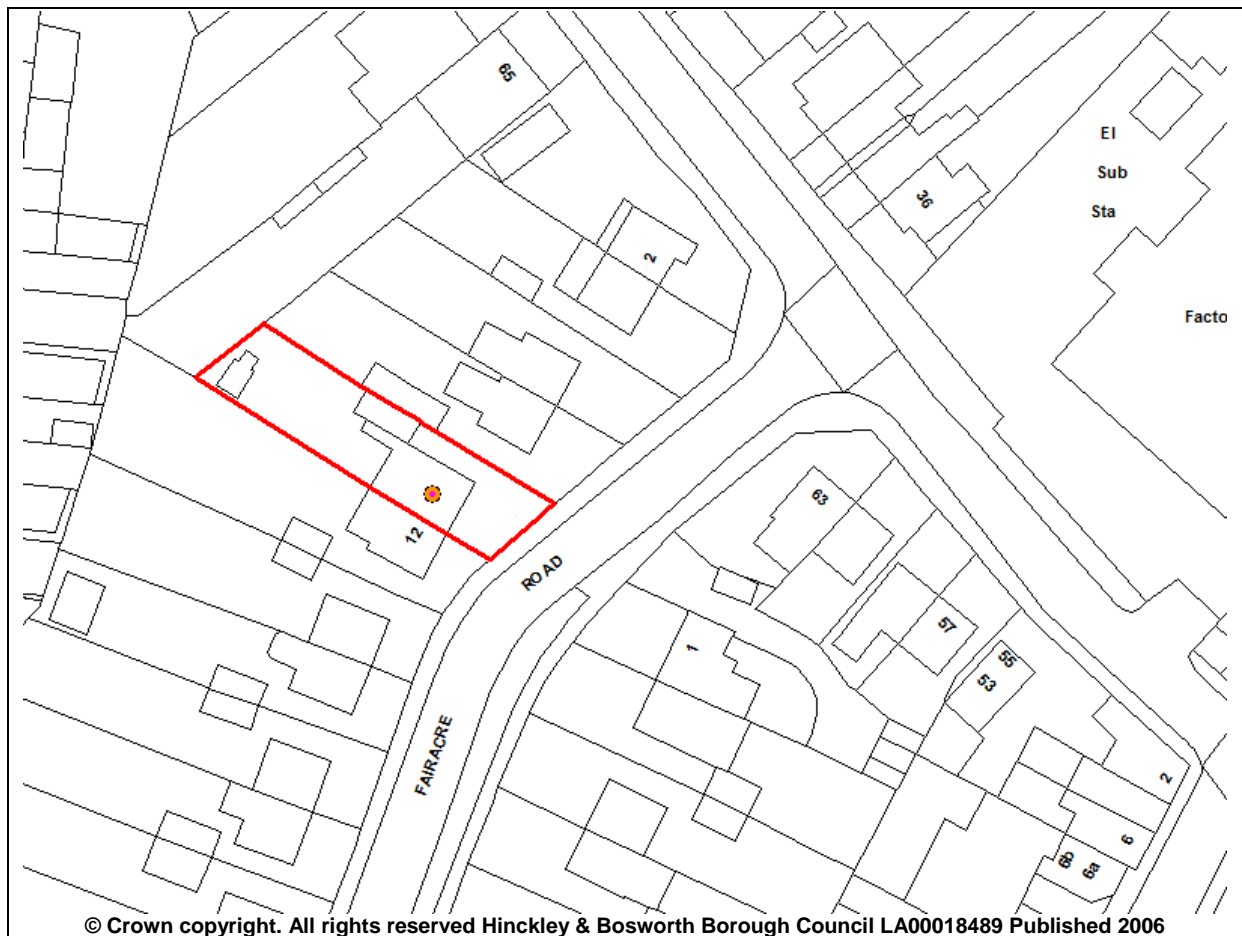 65
El
Sub
Sta
36
2
Facto
63
12
ROAD
57
1
55
53
FAIRACRE
2
6
6b
6a
© Crown copyright. All rights reserved Hinckley & Bosworth Borough Council LA00018489 Published 2006